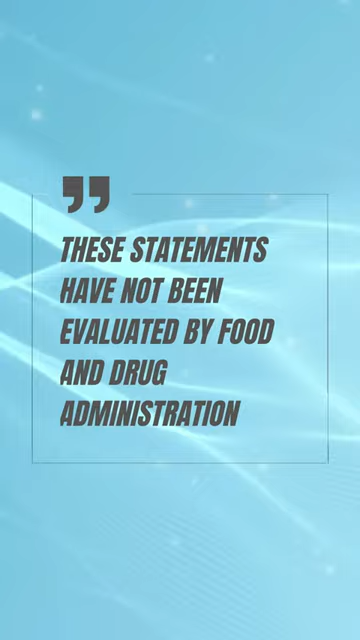 ”
THESE STATEMENTS
HAVE NOT BEEN
EVALUATED BY FOOD
AND DRUG
ADMINISTRATION